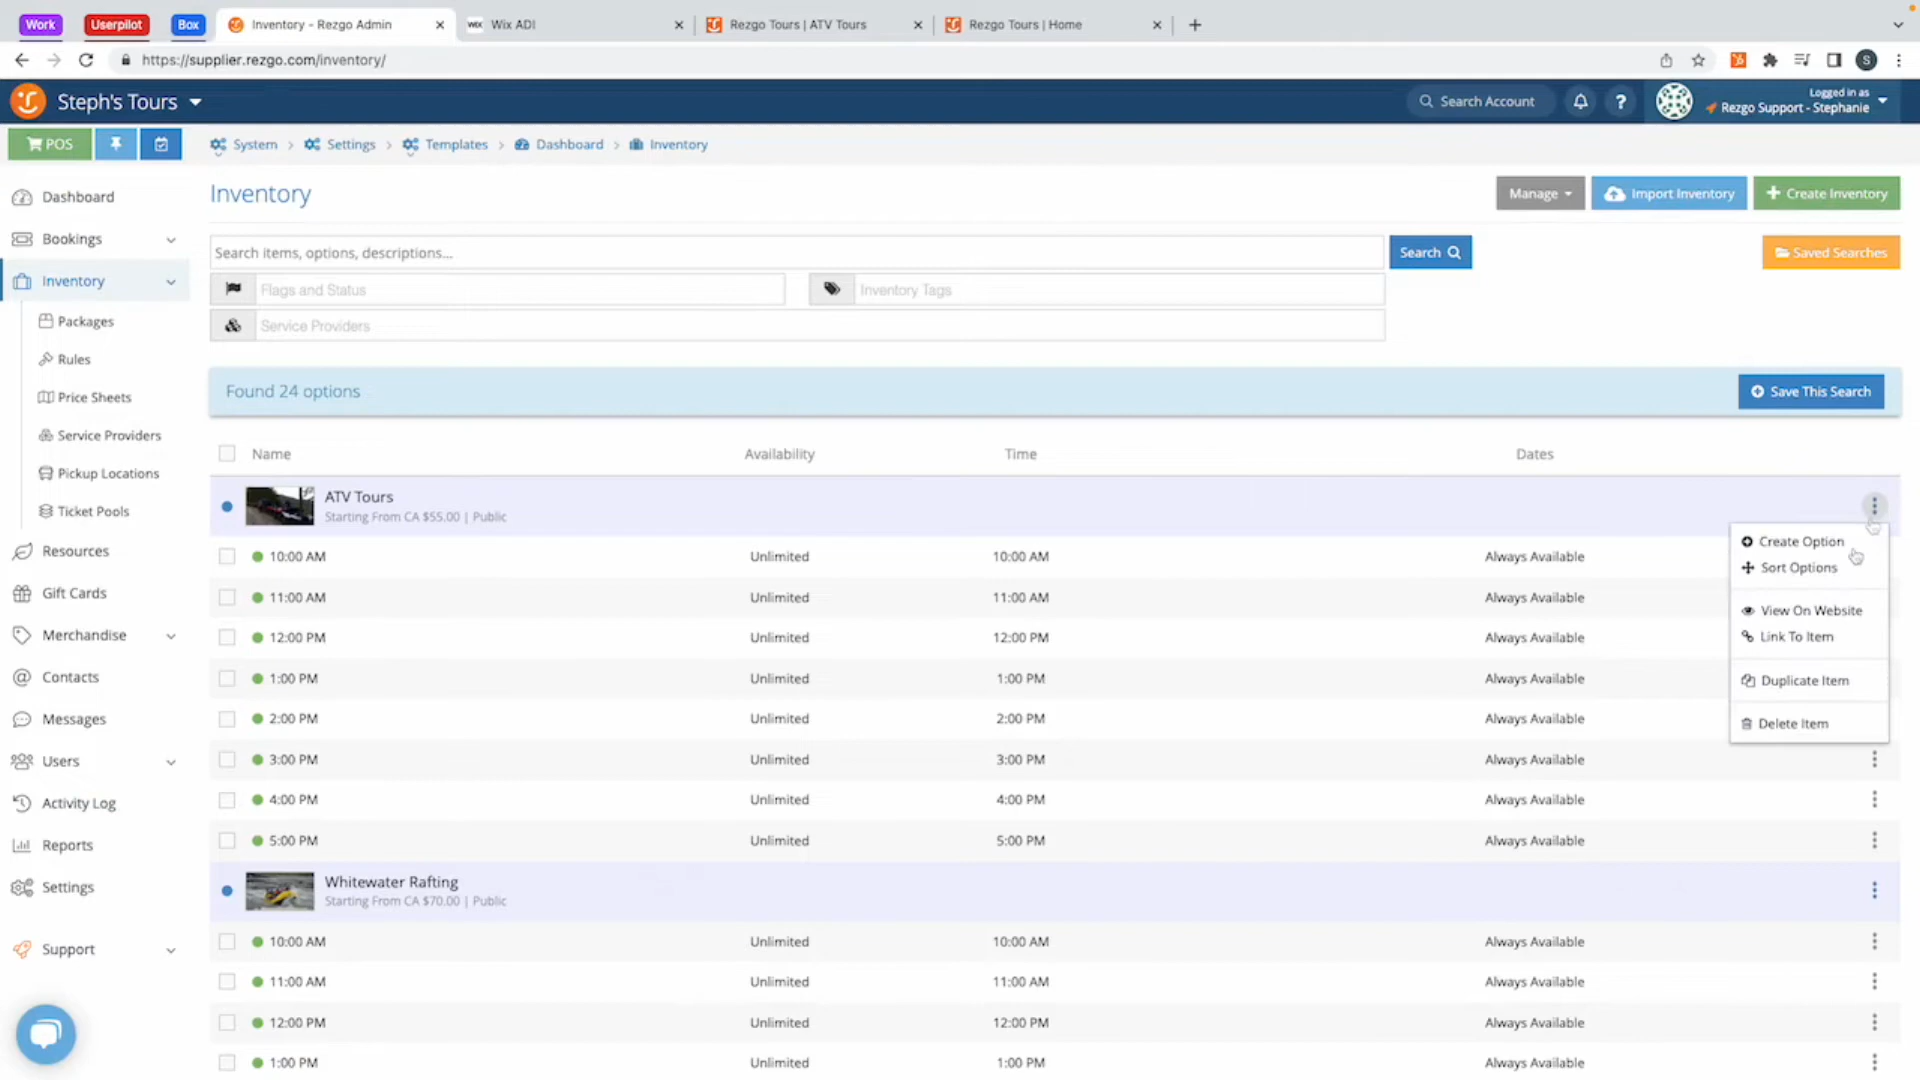 Work
Userpilot
Box
Inventory - Rezgo Admin
WIX
Wix ADI
Rezgo Tours | ATV Tours
Rezgo Tours | Home
https://supplier.rezgo.com/inventory/
S
Steph's Tours
Search Account
?
Logged in as
Rezgo Support - Stephanie
POS
System
Settings
Templates
Dashboard
Inventory
Dashboard
Bookings
Inventory
Packages
Rules
Price Sheets
Service Providers
Pickup Locations
Ticket Pools
Resources
Gift Cards
Merchandise
Contacts
Messages
Users
Activity Log
Reports
Settings
Support
Inventory
Manage
Import Inventory
Create Inventory
Search items, options, descriptions...
Search
Saved Searches
Flags and Status
Inventory Tags
Service Providers
Found 24 options
Save This Search
Name Availability Time Dates
ATV Tours
Starting From CA $55.00 | Public
10:00 AM Unlimited 10:00 AM Always Available
11:00 AM Unlimited 11:00 AM Always Available
12:00 PM Unlimited 12:00 PM Always Available
1:00 PM Unlimited 1:00 PM Always Available
2:00 PM Unlimited 2:00 PM Always Available
3:00 PM Unlimited 3:00 PM Always Available
4:00 PM Unlimited 4:00 PM Always Available
5:00 PM Unlimited 5:00 PM Always Available
Create Option
Sort Options
View On Website
Link To Item
Duplicate Item
Delete Item
Whitewater Rafting
Starting From CA $70.00 | Public
10:00 AM Unlimited 10:00 AM Always Available
11:00 AM Unlimited 11:00 AM Always Available
12:00 PM Unlimited 12:00 PM Always Available
1:00 PM Unlimited 1:00 PM Always Available